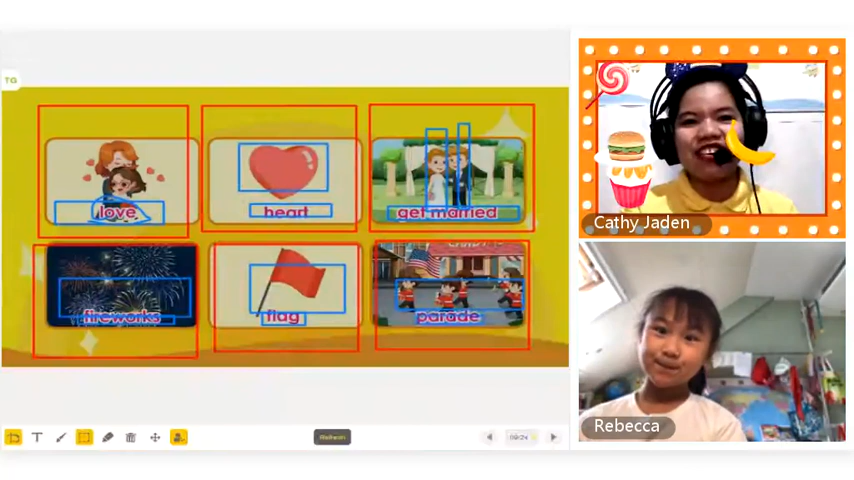 TG
love
heart
get married
fireworks
flag
parade
Cathy Jaden
Rebecca
T